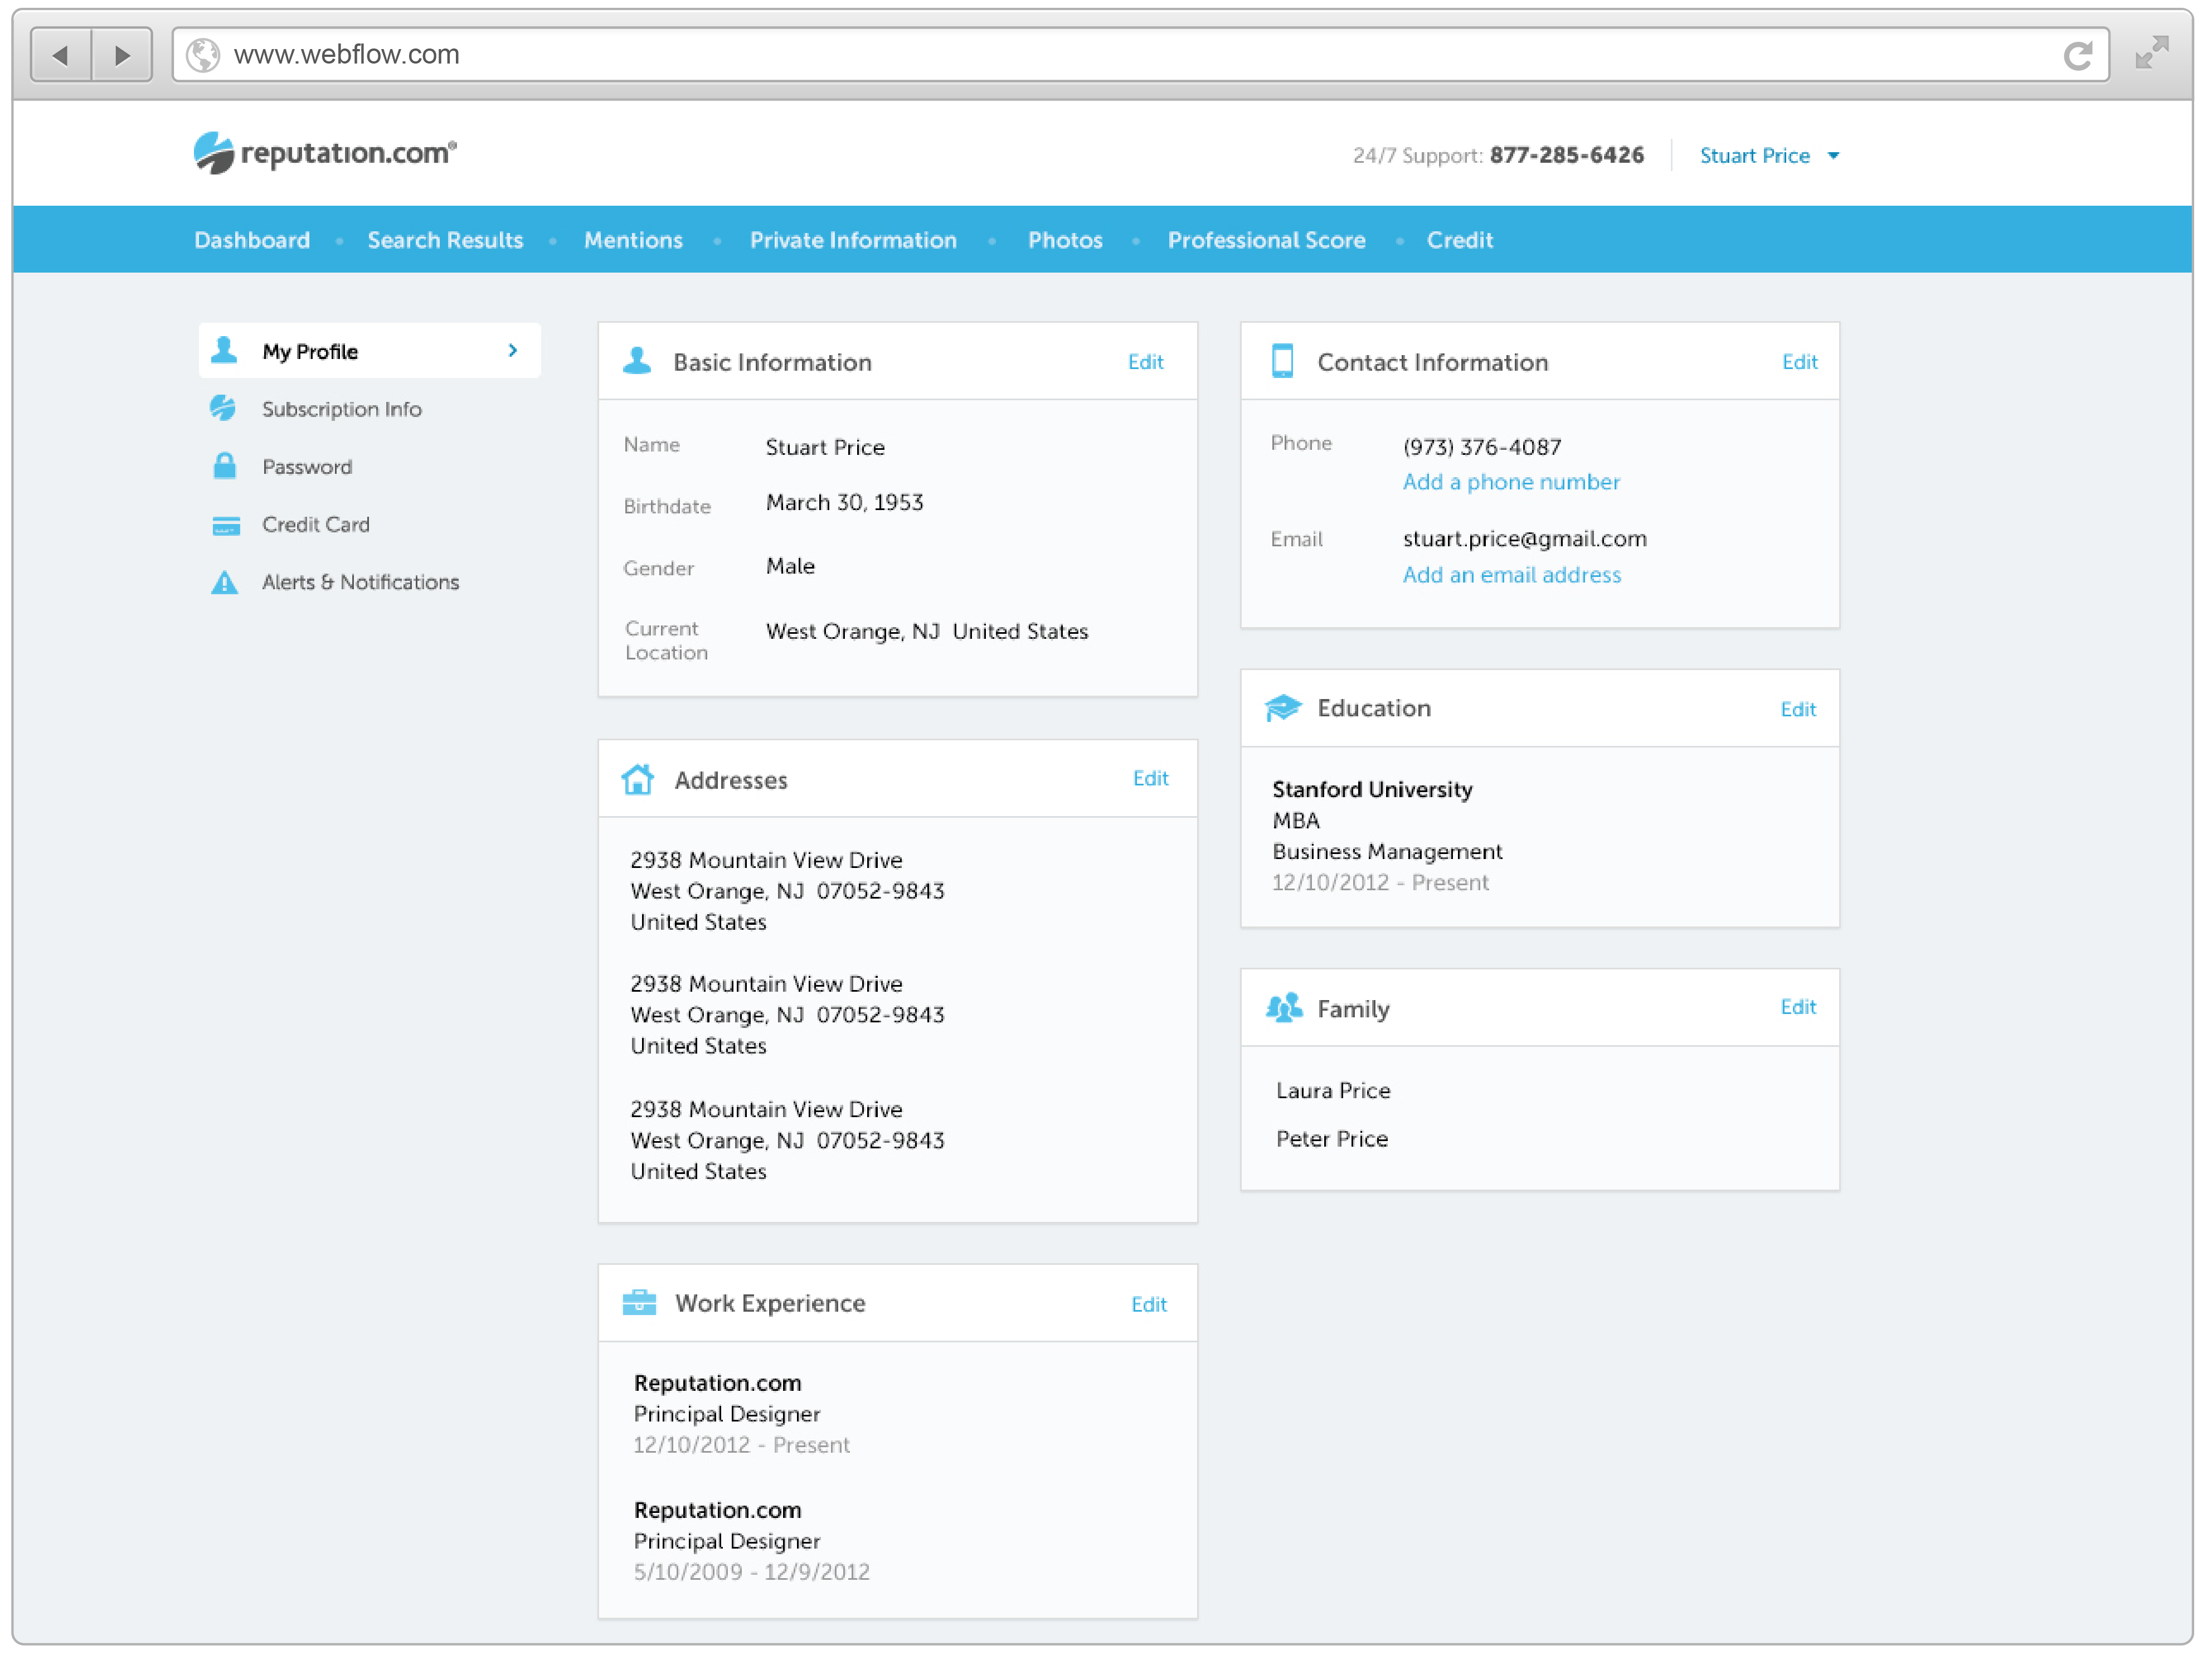 www.webflow.com
reputation.com®
24/7 Support: 877-285-6426
Stuart Price
Dashboard • Search Results • Mentions • Private Information • Photos • Professional Score • Credit
My Profile
Subscription Info
Password
Credit Card
Alerts & Notifications
Basic Information
Edit
Name
Stuart Price
Birthdate
March 30, 1953
Gender
Male
Current
Location
West Orange, NJ  United States
Addresses
Edit
2938 Mountain View Drive
West Orange, NJ  07052-9843
United States
2938 Mountain View Drive
West Orange, NJ  07052-9843
United States
2938 Mountain View Drive
West Orange, NJ  07052-9843
United States
Work Experience
Edit
Reputation.com
Principal Designer
12/10/2012 - Present
Reputation.com
Principal Designer
5/10/2009 - 12/9/2012
Contact Information
Edit
Phone
(973) 376-4087
Add a phone number
Email
stuart.price@gmail.com
Add an email address
Education
Edit
Stanford University
MBA
Business Management
12/10/2012 - Present
Family
Edit
Laura Price
Peter Price